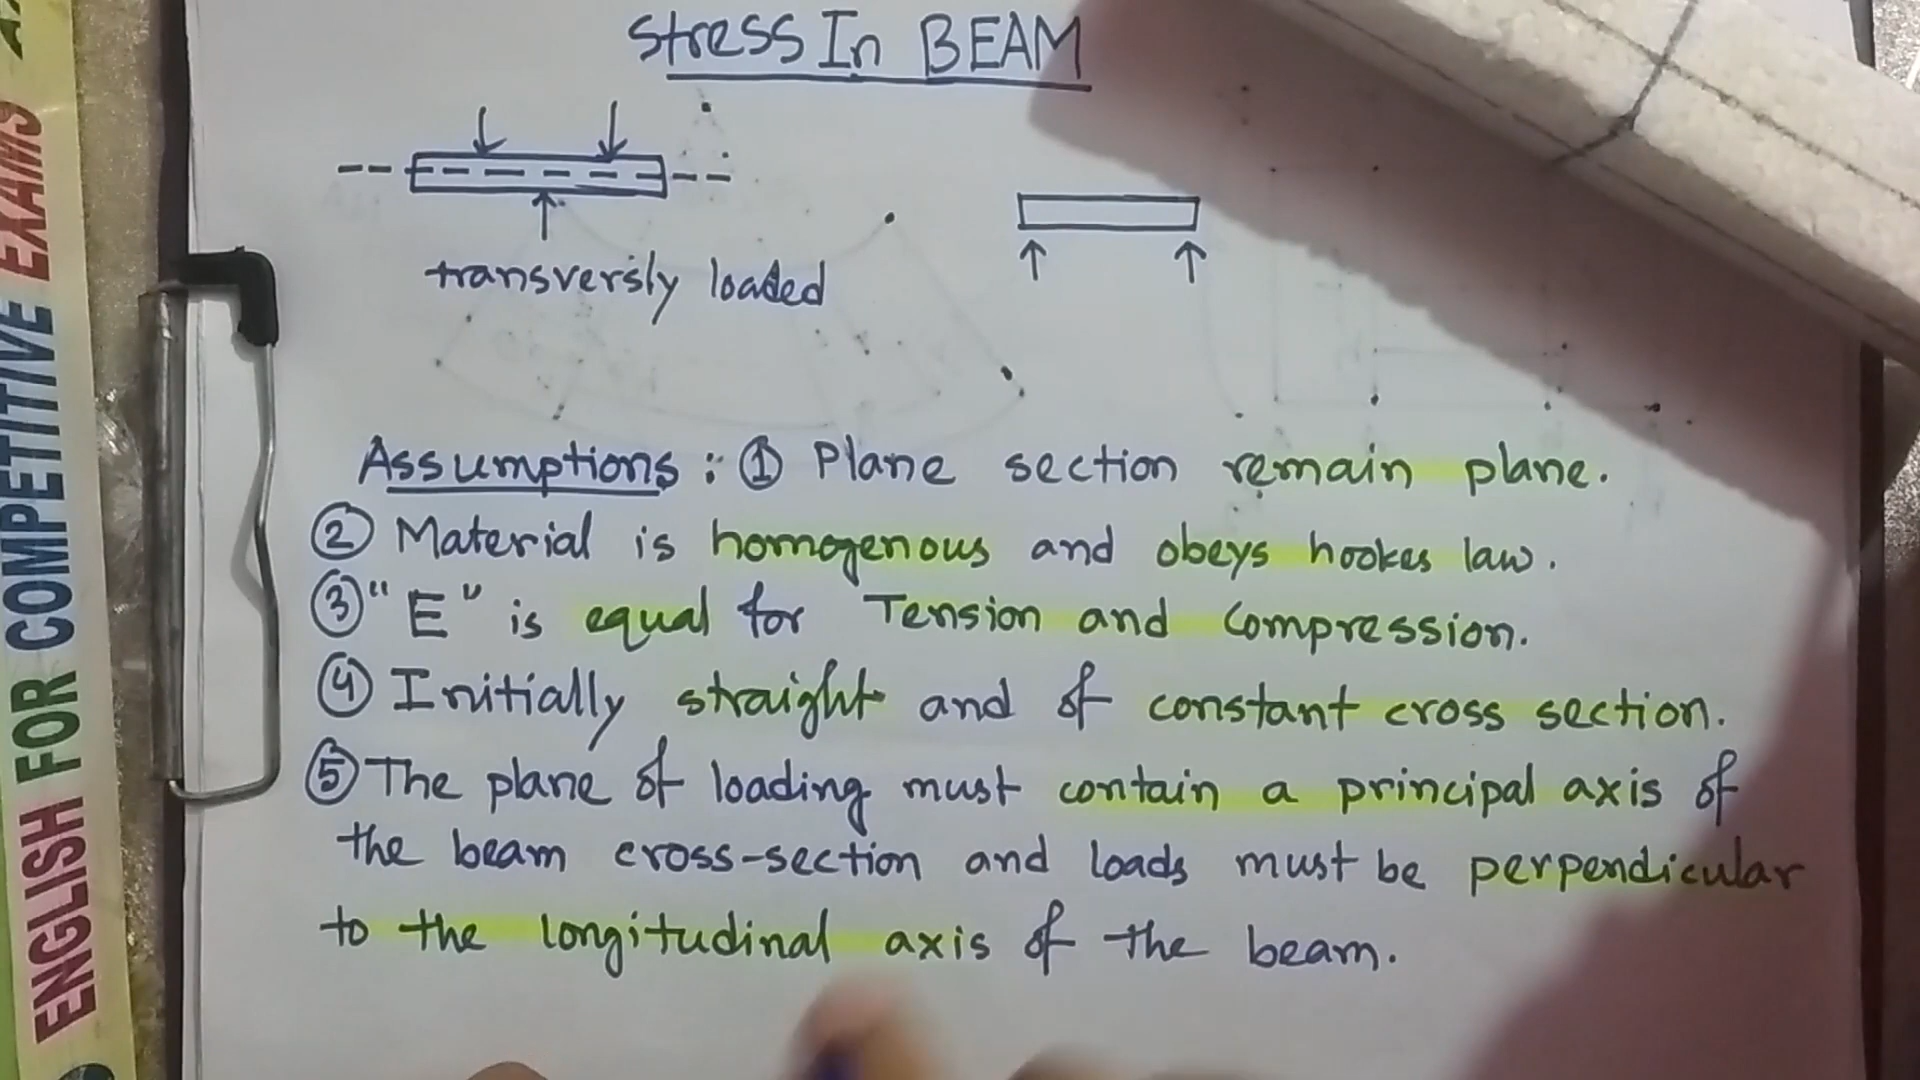 Stress In BEAM
transversly loaded
Assumptions : ① Plane section remain plane.
② Material is homogenous and obeys hookes law.
③ "E" is equal for Tension and Compression.
④ Initially straight and of constant cross section.
⑤ The plane of loading must contain a principal axis of
the beam cross-section and loads must be perpendicular
to the longitudinal axis of the beam.
ENGLISH FOR COMPETITIVE EXAMS